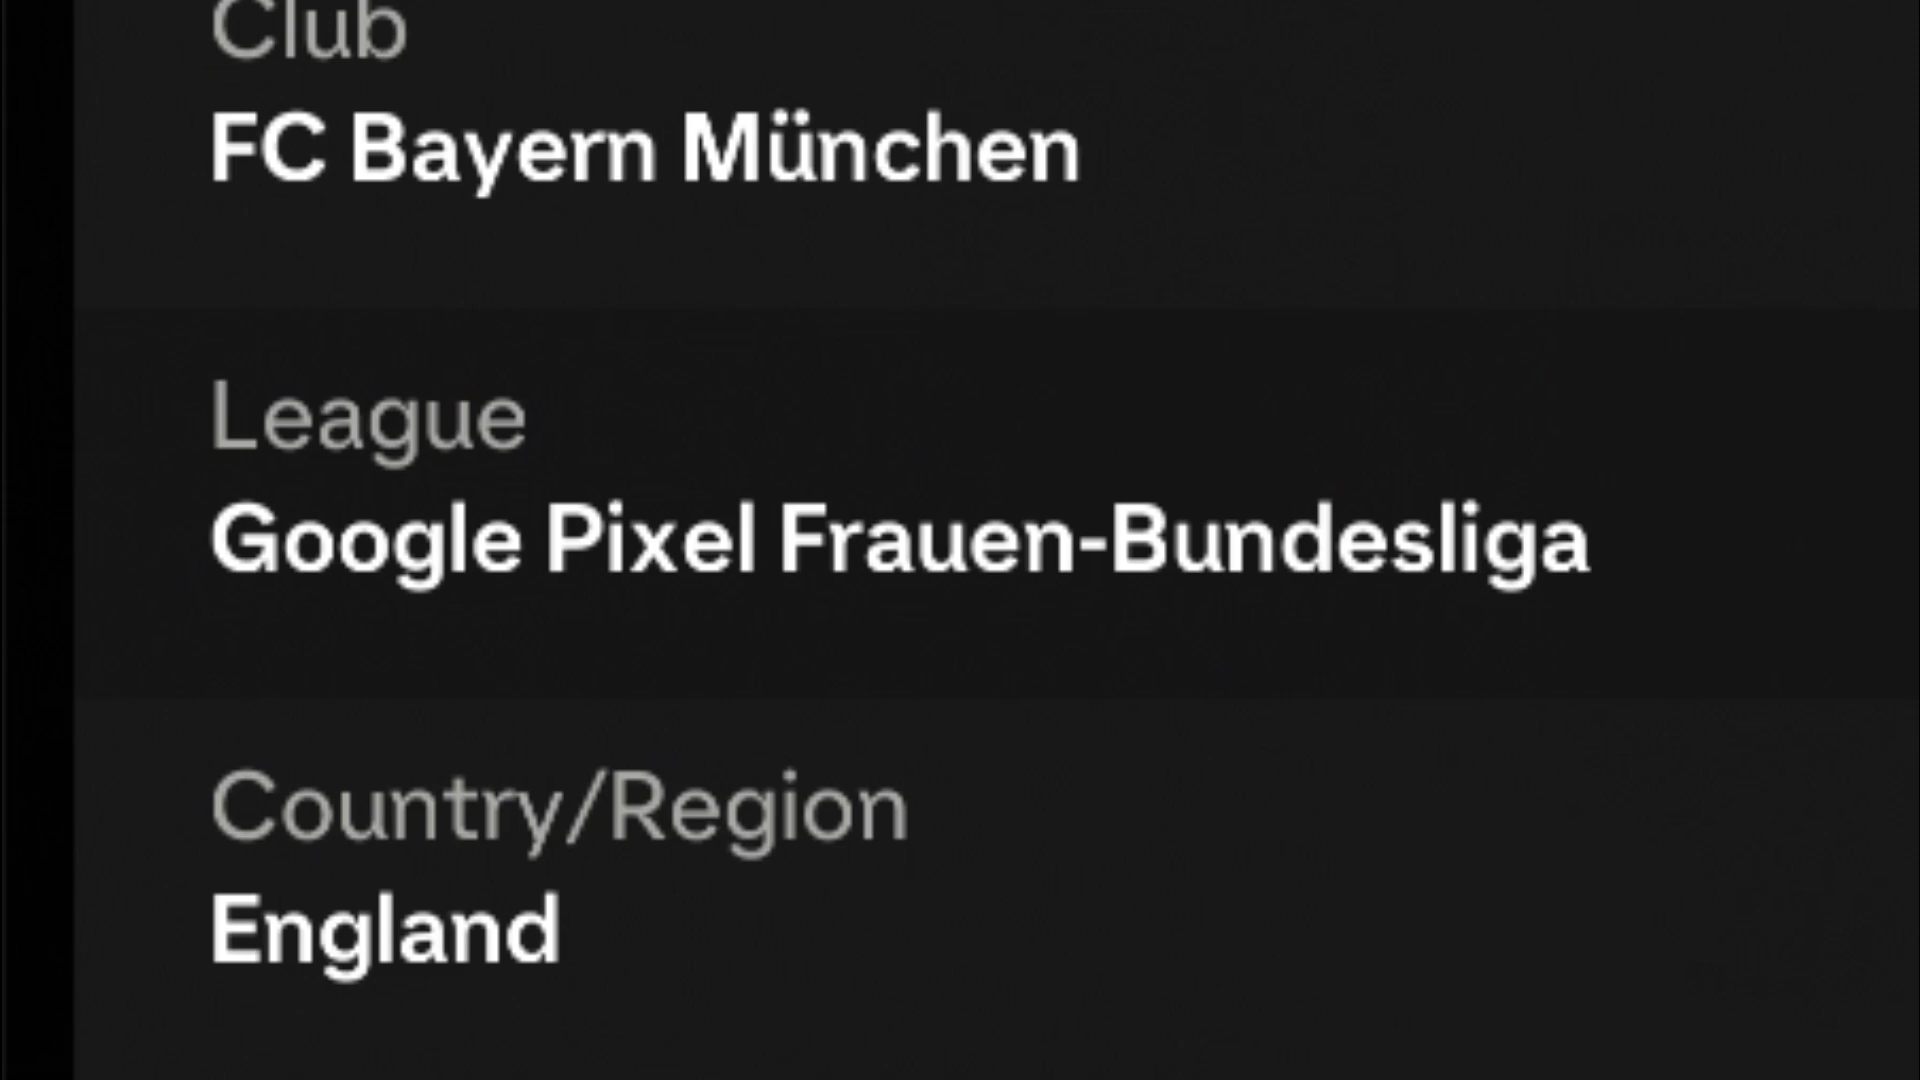 Club
FC Bayern München
League
Google Pixel Frauen-Bundesliga
Country/Region
England